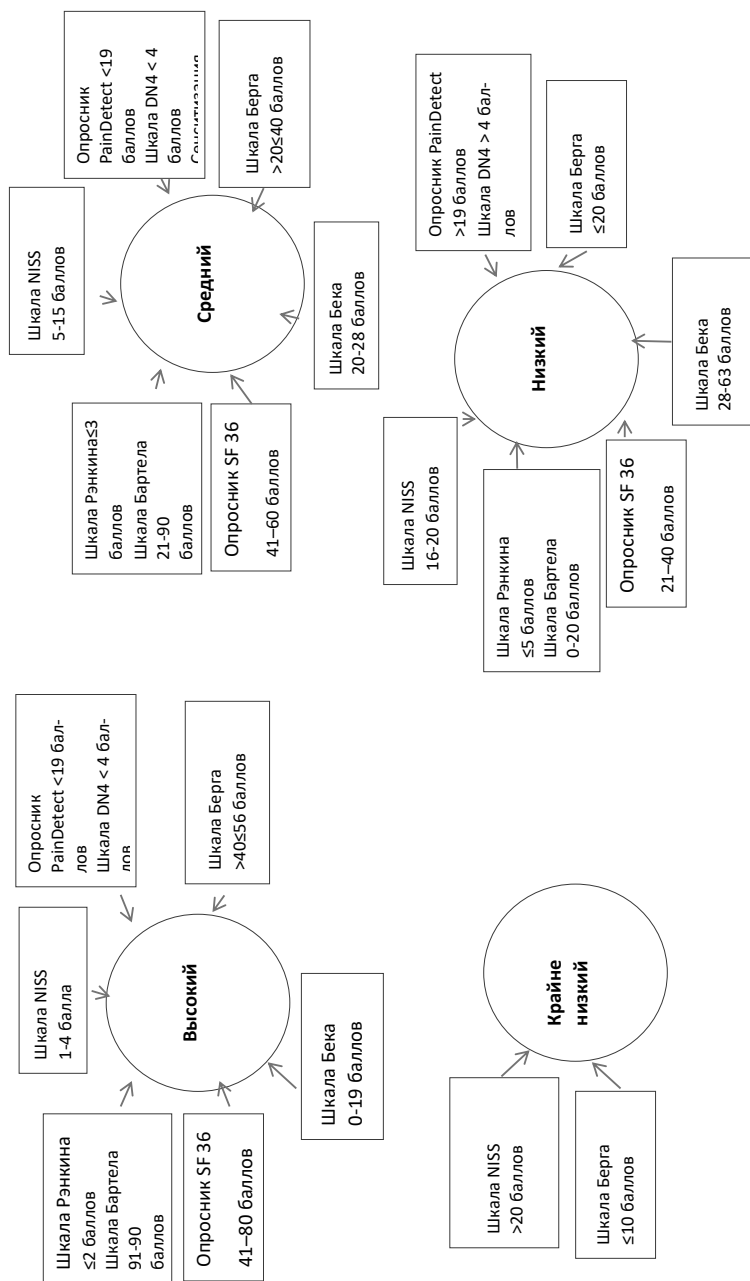 Шкала Рэнкина
≤2 баллов
Шкала Бартела
91-90
баллов
Шкала NISS
1-4 балла
Опросник
PainDetect <19 бал-
лов
Шкала DN4 < 4 бал-
лов
Высокий
Опросник SF 36
41–80 баллов
Шкала Бека
0-19 баллов
Шкала Берга
>40≤56 баллов
Шкала Рэнкина≤3
баллов
Шкала Бартела
21-90
баллов
Шкала NISS
5-15 баллов
Опросник
PainDetect <19
баллов
Шкала DN4 < 4
баллов
Сенситизация
Средний
Опросник SF 36
41–60 баллов
Шкала Бека
20-28 баллов
Шкала Берга
>20≤40 баллов
Шкала NISS
>20 баллов
Крайне
низкий
Шкала Берга
≤10 баллов
Шкала NISS
16-20 баллов
Опросник PainDetect
>19 баллов
Шкала DN4 > 4 бал-
лов
Шкала Рэнкина
≤5 баллов
Шкала Бартела
0-20 баллов
Низкий
Шкала Берга
≤20 баллов
Опросник SF 36
21–40 баллов
Шкала Бека
28-63 баллов